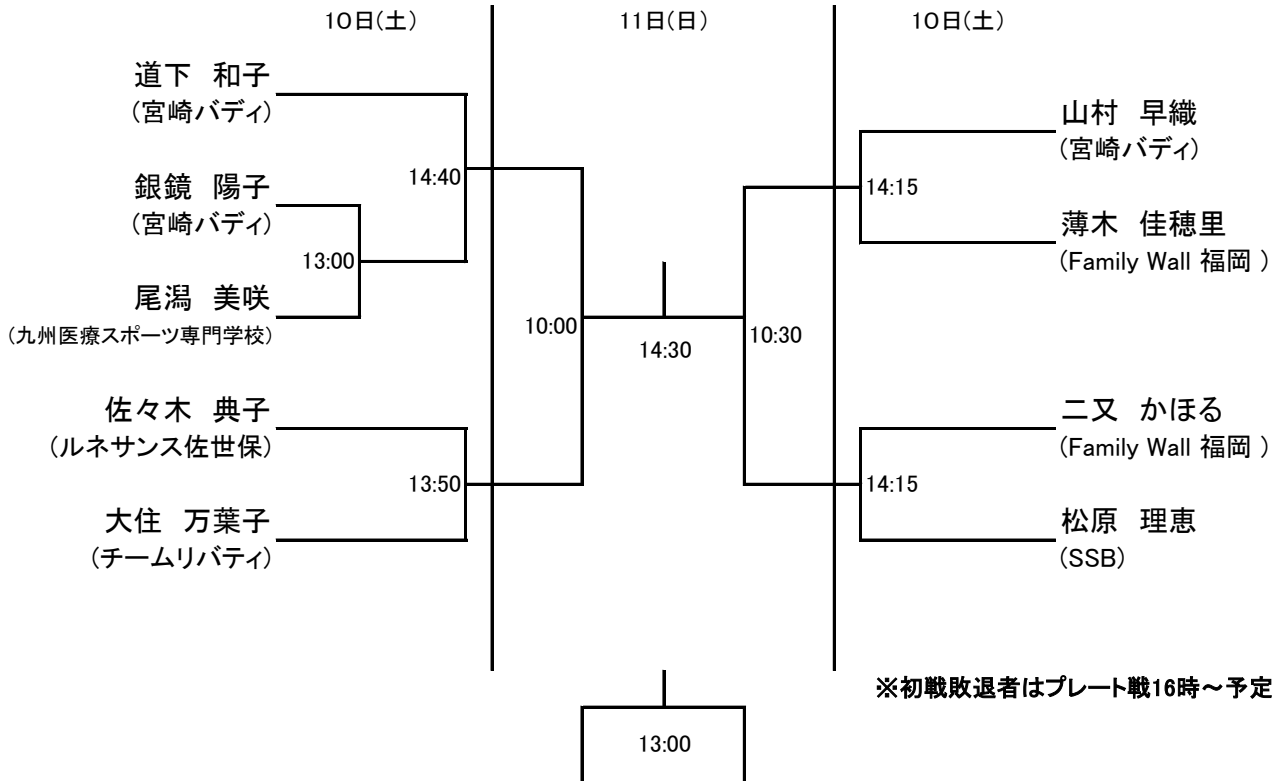 10日(土)
11日(日)
10日(土)
道下　和子
(宮崎バディ)
銀鏡　陽子
(宮崎バディ)
尾潟　美咲
(九州医療スポーツ専門学校)
佐々木　典子
(ルネサンス佐世保)
大住　万葉子
(チームリバティ)
14:40
13:00
13:50
10:00
14:30
10:30
14:15
14:15
山村　早織
(宮崎バディ)
薄木　佳穂里
(Family Wall 福岡 )
二又　かほる
(Family Wall 福岡 )
松原　理恵
(SSB)
※初戦敗退者はプレート戦16時～予定
13:00